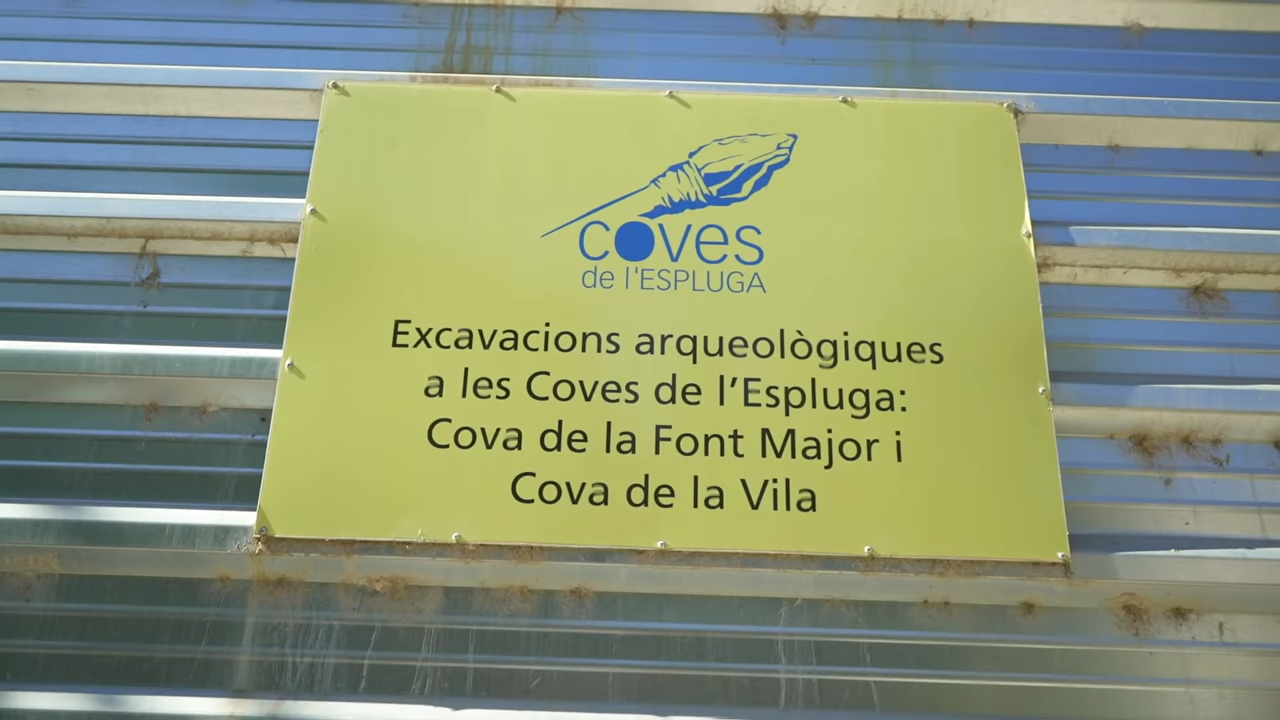 coves
de l'ESPLUGA
Excavacions arqueològiques
a les Coves de l'Espluga:
Cova de la Font Major i
Cova de la Vila